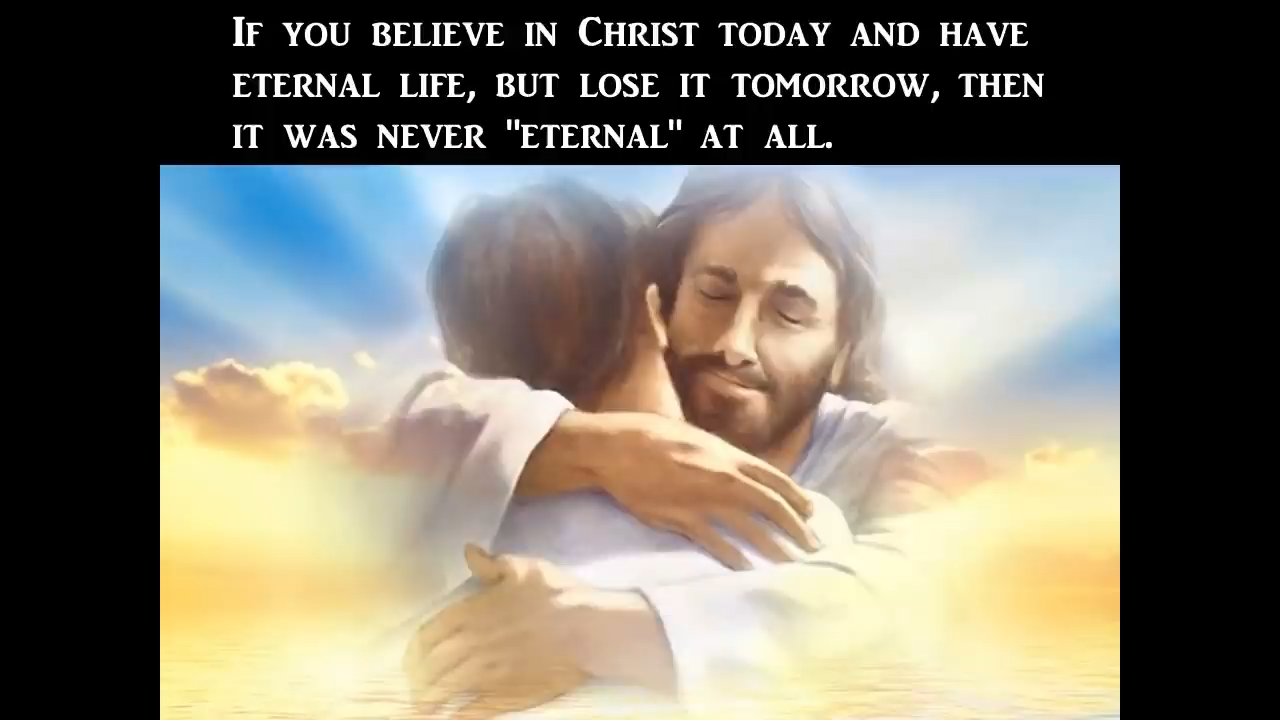 If you believe in Christ today and have
eternal life, but lose it tomorrow, then
it was never "eternal" at all.